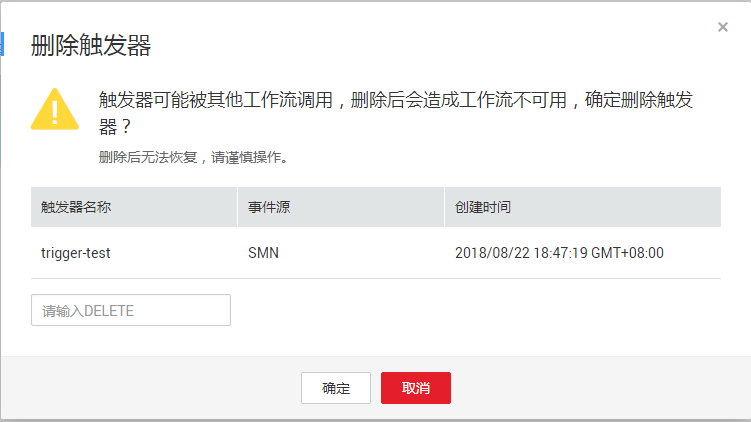 删除触发器
×
触发器可能被其他工作流调用，删除后会造成工作流不可用，确定删除触发
器？
删除后无法恢复，请谨慎操作。
触发器名称 事件源 创建时间
trigger-test SMN 2018/08/22 18:47:19 GMT+08:00
请输入DELETE
确定 取消